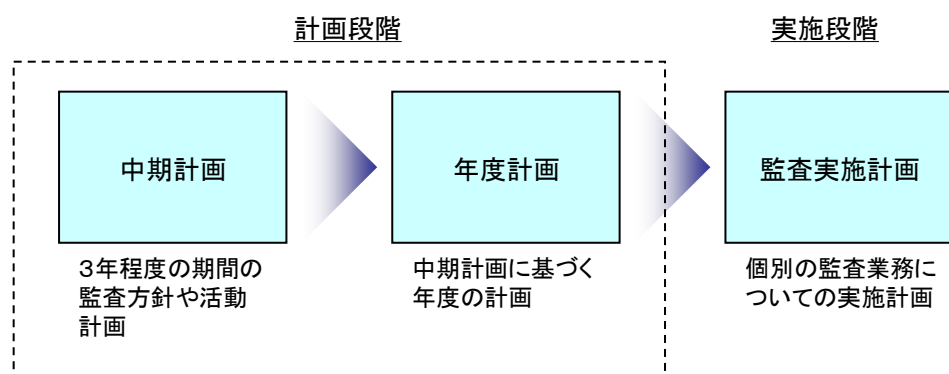 計画段階
実施段階
中期計画
年度計画
監査実施計画
3年程度の期間の
監査方針や活動
計画
中期計画に基づく
年度の計画
個別の監査業務に
ついての実施計画